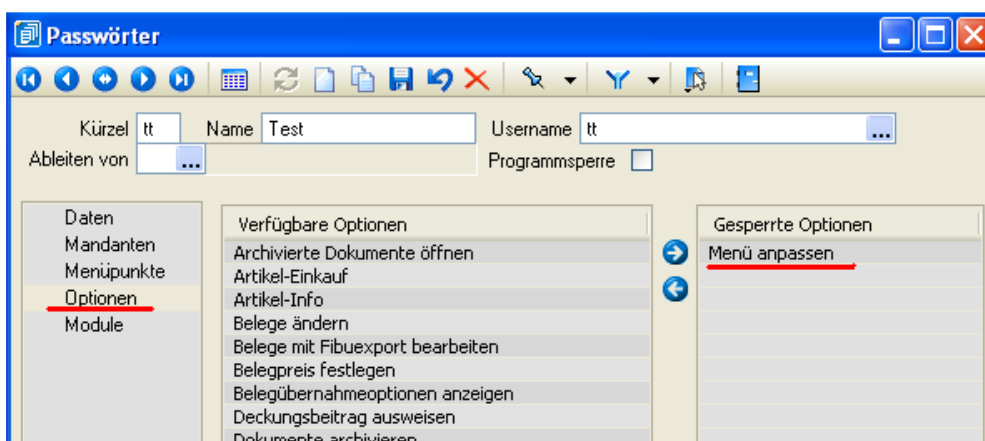 Passwörter
Kürzel tt Name Test Username tt ...
Ableiten von ... Programmsperre
Daten
Mandanten
Menüpunkte
Optionen
Module
Verfügbare Optionen
Archivierte Dokumente öffnen
Artikel-Einkauf
Artikel-Info
Belege ändern
Belege mit Fibuexport bearbeiten
Belegpreis festlegen
Belegübernahmeoptionen anzeigen
Deckungsbeitrag ausweisen
Dokumente archivieren
Gesperrte Optionen
Menü anpassen